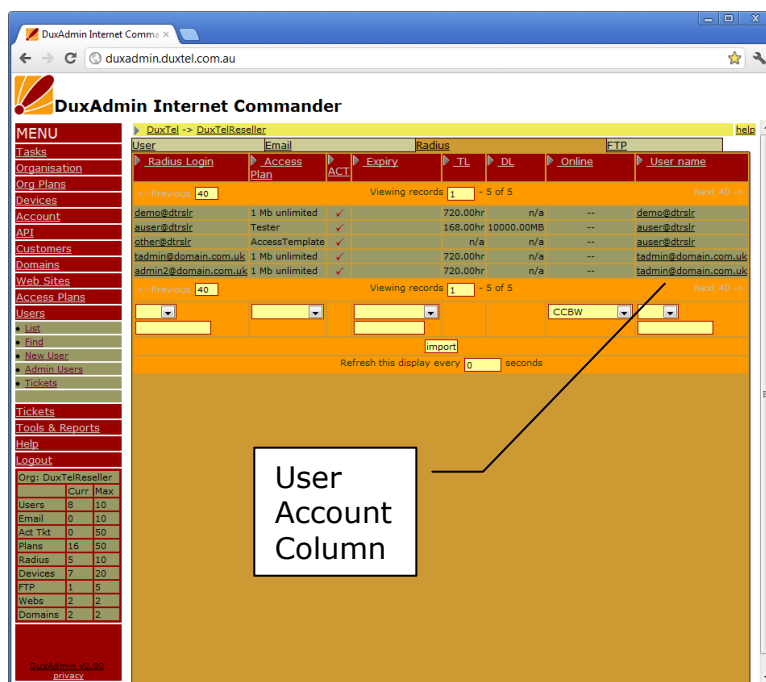 DuxAdmin Internet Comma
duxadmin.duxtel.com.au
DuxAdmin Internet Commander
MENU
Tasks
Organisation
Org Plans
Devices
Account
API
Customers
Domains
Web Sites
Access Plans
Users
List
Find
New User
Admin Users
Tickets
Tickets
Tools & Reports
Help
Logout
Org: DuxTelReseller
Curr Max
Users 8 10
Email 0 10
Act Tkt 0 50
Plans 16 50
Radius 5 10
Devices 7 20
FTP 1 5
Webs 2 2
Domains 2 2
DuxAdmin v2.90
privacy
DuxTel -> DuxTelReseller help
User Email Radius FTP
Radius Login Access Plan ACT Expiry TL DL Online User name
<- Previous 40 Viewing records 1 - 5 of 5 Next 40 ->
demo@dtrslr 1 Mb unlimited ✓ 720.00hr n/a -- demo@dtrslr
auser@dtrslr Tester ✓ 168.00hr 10000.00MB -- auser@dtrslr
other@dtrslr AccessTemplate ✓ n/a n/a -- auser@dtrslr
tadmin@domain.com.uk 1 Mb unlimited ✓ 720.00hr n/a -- tadmin@domain.com.uk
admin2@domain.com.uk 1 Mb unlimited ✓ 720.00hr n/a -- tadmin@domain.com.uk
<- Previous 40 Viewing records 1 - 5 of 5 Next 40 ->
CCBW
import
Refresh this display every 0 seconds
User
Account
Column